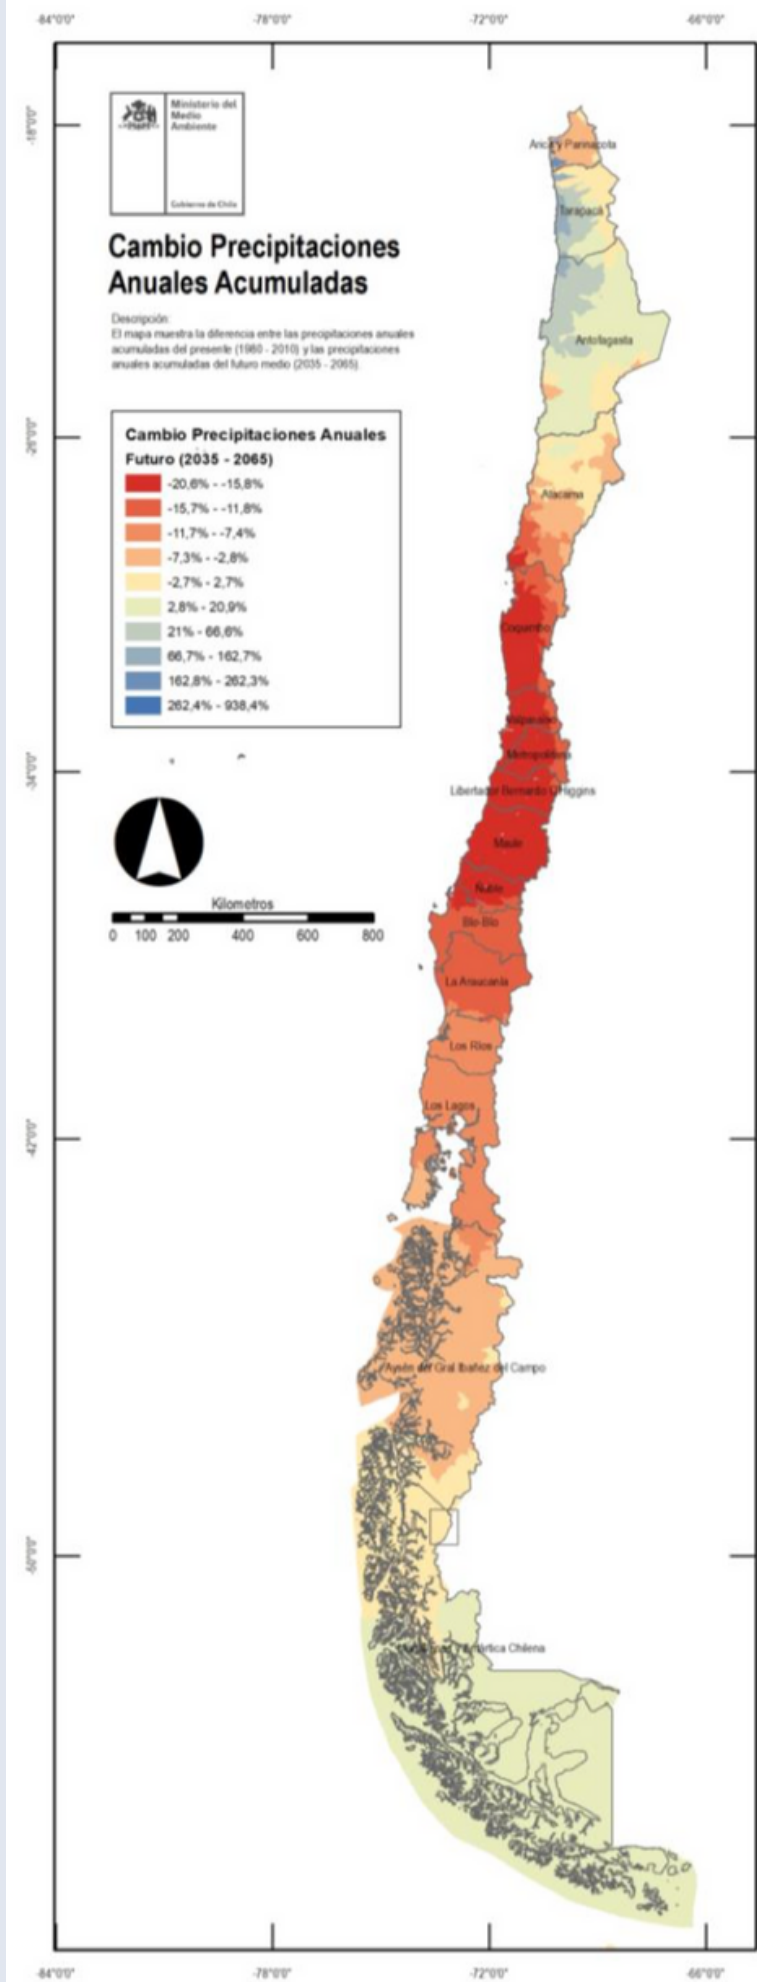 -84°0'0" -78°0'0" -72°0'0" -66°0'0"
Ministerio del
Medio
Ambiente
Gobierno de Chile
Cambio Precipitaciones
Anuales Acumuladas
Descripción:
El mapa muestra la diferencia entre las precipitaciones anuales
acumuladas del presente (1980 - 2010) y las precipitaciones
anuales acumuladas del futuro medio (2035 - 2065)
Cambio Precipitaciones Anuales
Futuro (2035 - 2065)
-20,6% - -15,8%
-15,7% - -11,8%
-11,7% - -7,4%
-7,3% - -2,8%
-2,7% - 2,7%
2,8% - 20,9%
21% - 66,6%
66,7% - 162,7%
162,8% - 262,3%
262,4% - 938,4%
Kilometros
0 100 200 400 600 800
-18°0'0"
-26°0'0"
-34°0'0"
-42°0'0"
-50°0'0"
Arica y Parinacota
Tarapacá
Antofagasta
Atacama
Coquimbo
Valparaíso
Metropolitana
Libertador Bernardo O'Higgins
Maule
Ñuble
Bío-Bío
La Araucanía
Los Ríos
Los Lagos
Aysén del Gral Ibañez del Campo
Antártica Chilena
-84°0'0" -78°0'0" -72°0'0" -66°0'0"